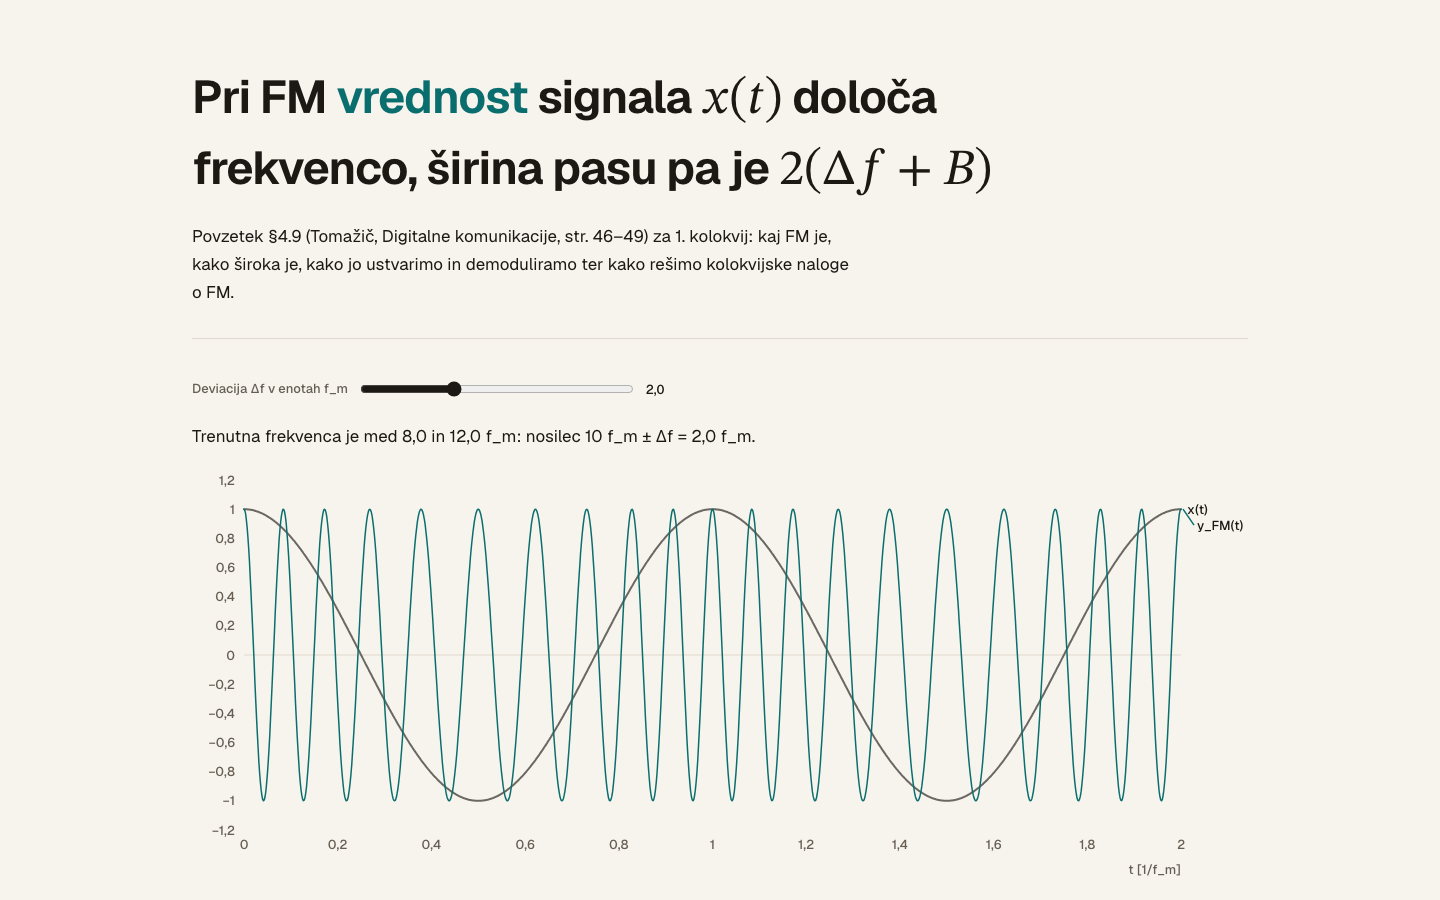 Pri FM vrednost signala x(t) določa
frekvenco, širina pasu pa je 2(Δf + B)
Povzetek §4.9 (Tomažič, Digitalne komunikacije, str. 46–49) za 1. kolokvij: kaj FM je,
kako široka je, kako jo ustvarimo in demoduliramo ter kako rešimo kolokvijske naloge
o FM.
Deviacija Δf v enotah f_m 2,0
Trenutna frekvenca je med 8,0 in 12,0 f_m: nosilec 10 f_m ± Δf = 2,0 f_m.
1,2
1
0,8
0,6
0,4
0,2
0
−0,2
−0,4
−0,6
−0,8
−1
−1,2
x(t)
y_FM(t)
0 0,2 0,4 0,6 0,8 1 1,2 1,4 1,6 1,8 2
t [1/f_m]